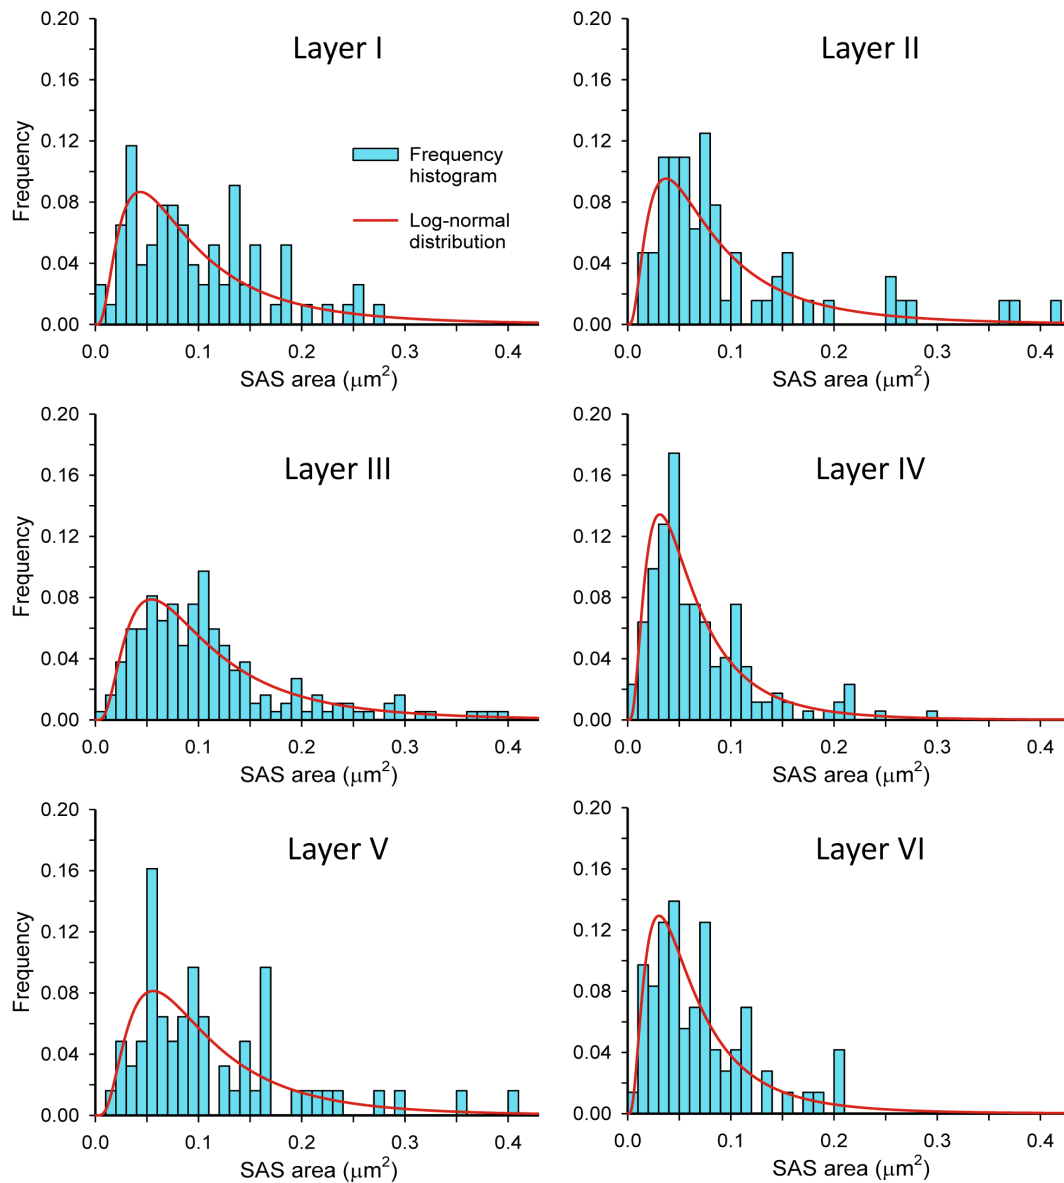 Layer I
Frequency
0.20
0.16
0.12
0.08
0.04
0.00
Frequency
histogram
Log-normal
distribution
0.0 0.1 0.2 0.3 0.4
SAS area (μm²)
Layer II
0.20
0.16
0.12
0.08
0.04
0.00
0.0 0.1 0.2 0.3 0.4
SAS area (μm²)
Layer III
Frequency
0.20
0.16
0.12
0.08
0.04
0.00
0.0 0.1 0.2 0.3 0.4
SAS area (μm²)
Layer IV
0.20
0.16
0.12
0.08
0.04
0.00
0.0 0.1 0.2 0.3 0.4
SAS area (μm²)
Layer V
Frequency
0.20
0.16
0.12
0.08
0.04
0.00
0.0 0.1 0.2 0.3 0.4
SAS area (μm²)
Layer VI
0.20
0.16
0.12
0.08
0.04
0.00
0.0 0.1 0.2 0.3 0.4
SAS area (μm²)